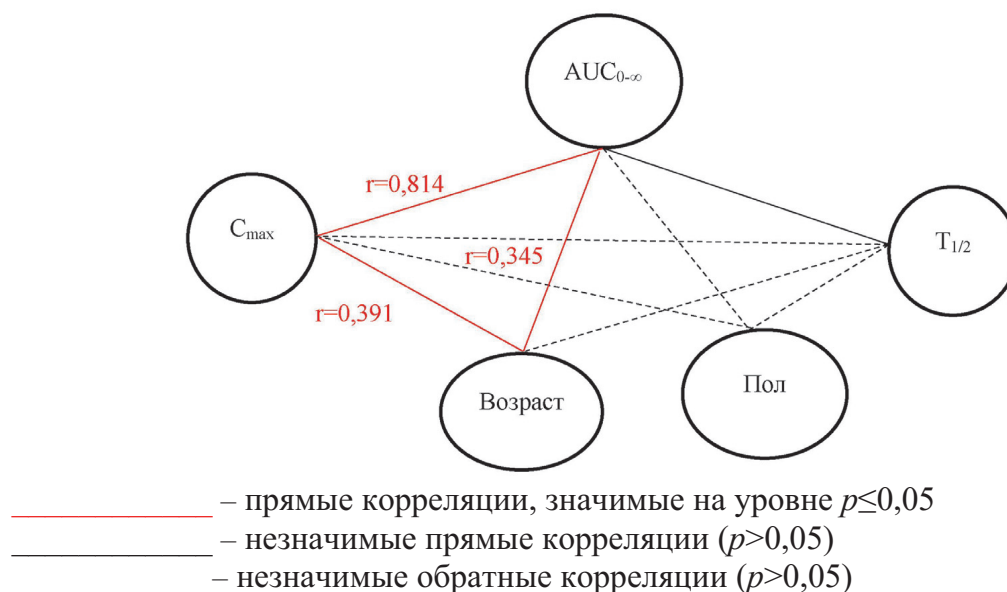 AUC₀₋∞
r=0,814
Cmax
r=0,345
T1/2
r=0,391
Возраст
Пол
– прямые корреляции, значимые на уровне p≤0,05
– незначимые прямые корреляции (p>0,05)
– незначимые обратные корреляции (p>0,05)